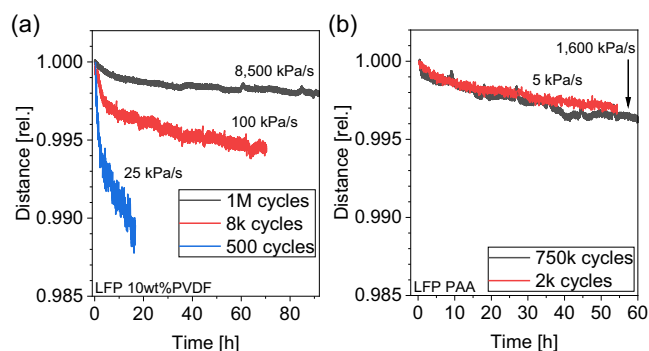 (a)
1.000
0.995
0.990
0.985
Distance [rel.]
8,500 kPa/s
100 kPa/s
25 kPa/s
1M cycles
8k cycles
500 cycles
LFP 10wt%PVDF
0 20 40 60 80
Time [h]
(b)
1.000
0.995
0.990
0.985
Distance [rel.]
1,600 kPa/s
5 kPa/s
750k cycles
2k cycles
LFP PAA
0 10 20 30 40 50 60
Time [h]